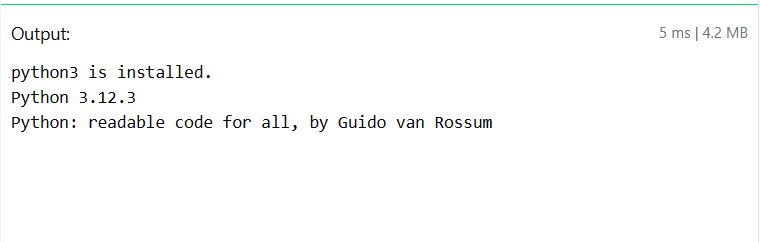 Output:
5 ms | 4.2 MB
python3 is installed.
Python 3.12.3
Python: readable code for all, by Guido van Rossum